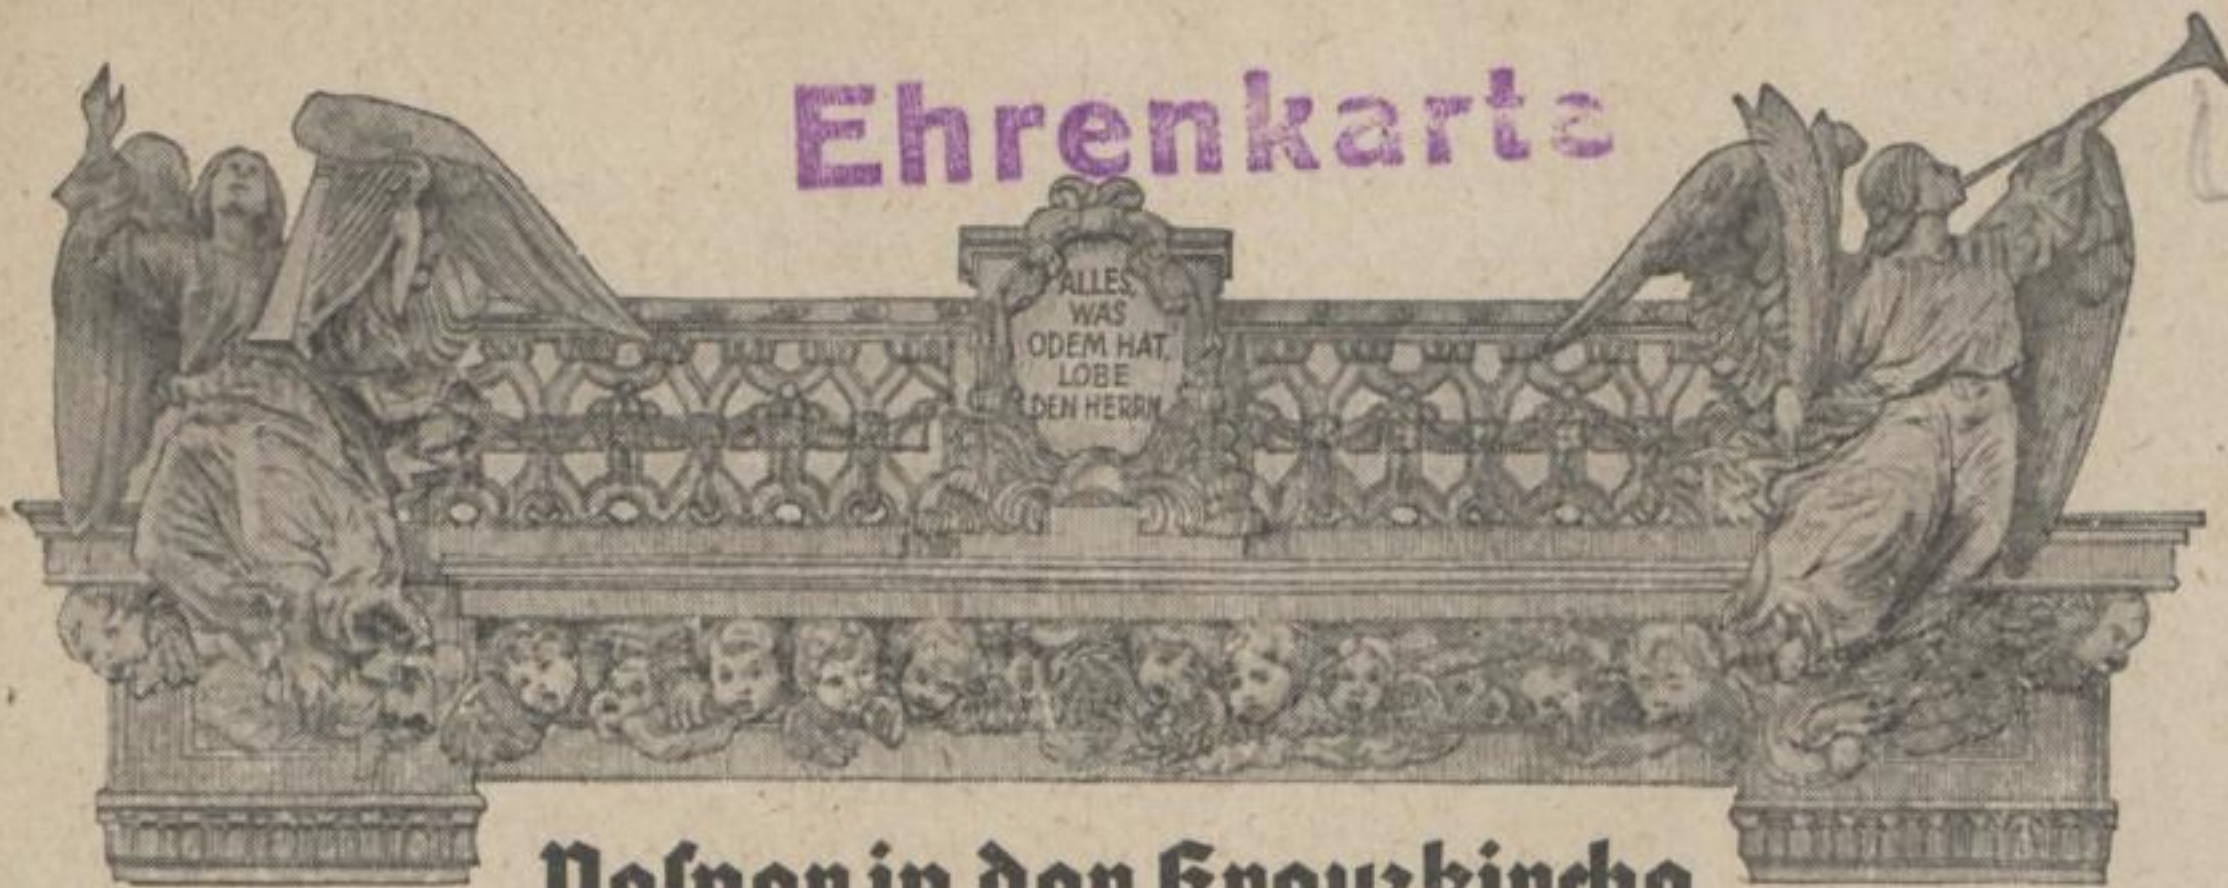 Ehrenkarte
ALLES,
WAS
ODEM HAT,
LOBE
DEN HERRN
Vesper in der Kreuzkirche